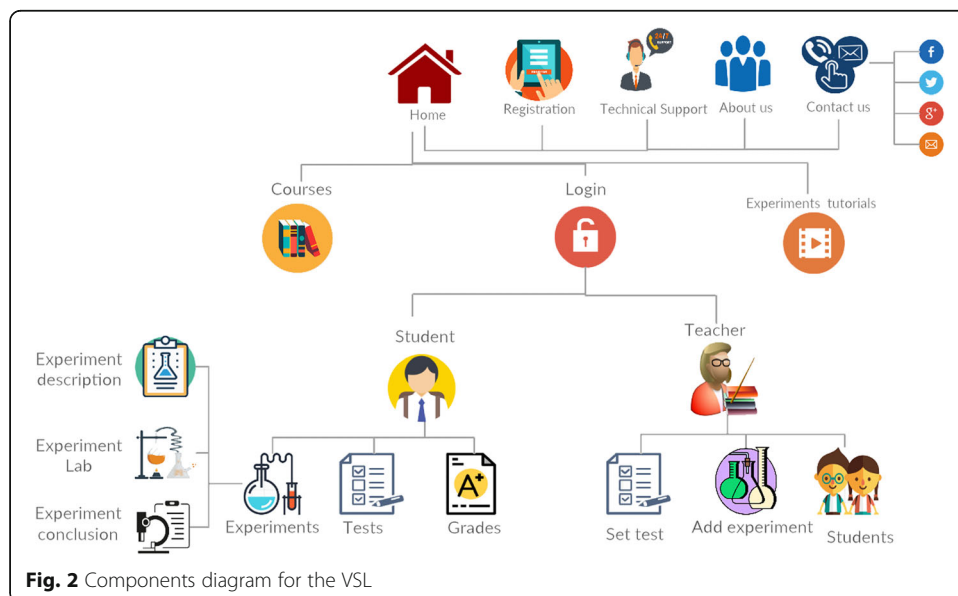 24/7
SUPPORT
Home
Registration
Technical Support
About us
Contact us
f
g+
Courses
Login
Experiments tutorials
Student
Teacher
Experiment
description
Experiment
Lab
Experiment
conclusion
A+
Experiments
Tests
Grades
Set test
Add experiment
Students
Fig. 2 Components diagram for the VSL